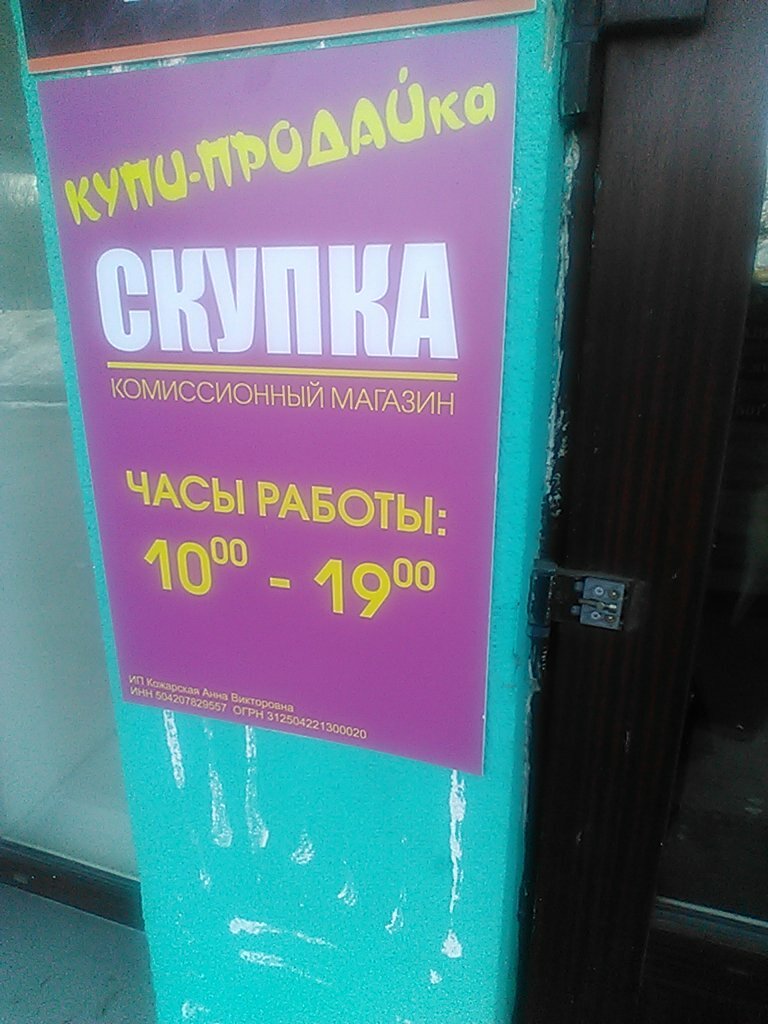 КУПИ-ПРОДАЙка
СКУПКА
КОМИССИОННЫЙ МАГАЗИН
ЧАСЫ РАБОТЫ:
10⁰⁰ - 19⁰⁰
ИП Кожарская Анна Викторовна
ИНН 504207829557 ОГРН 312504221300020